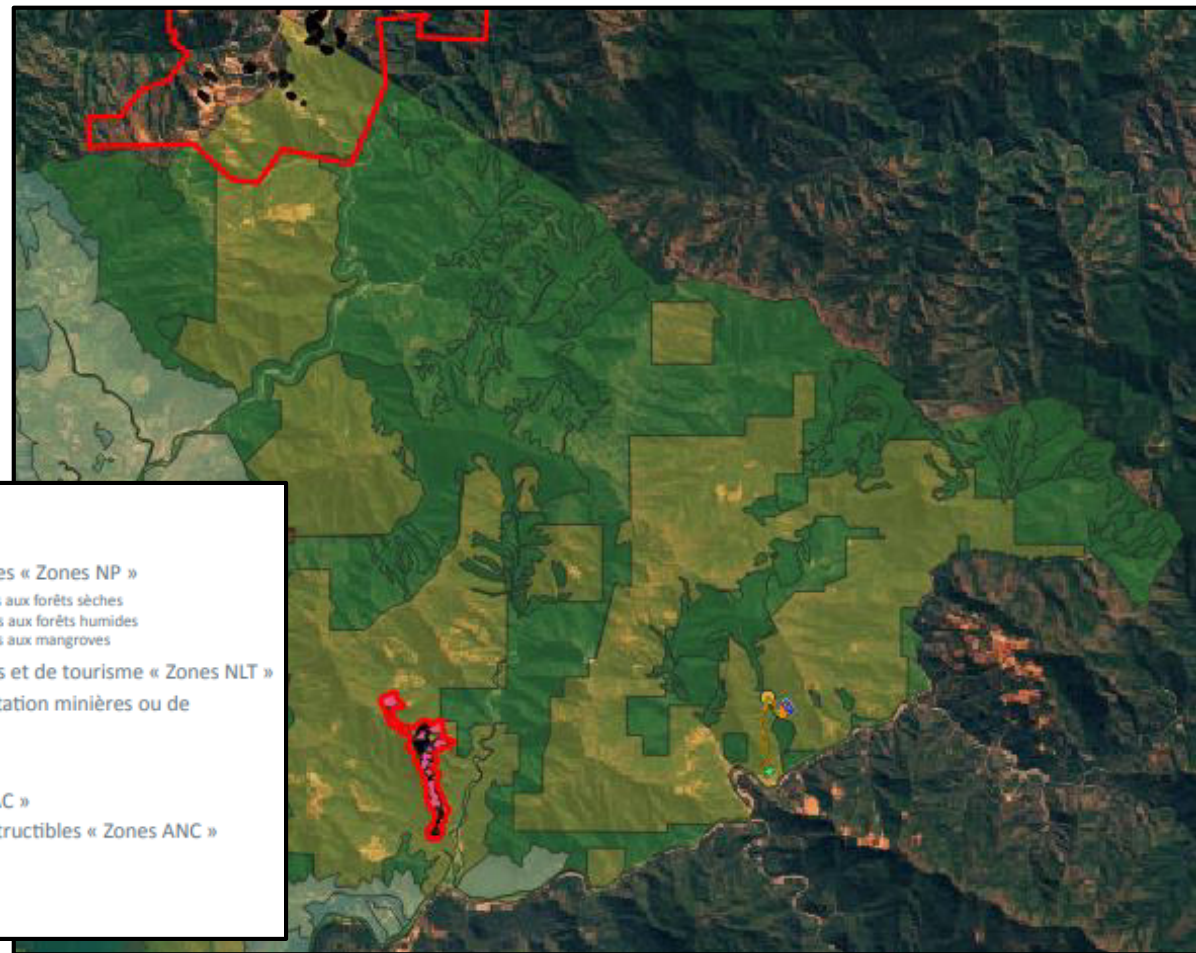 es « Zones NP »
s aux forêts sèches
s aux forêts humides
s aux mangroves
s et de tourisme « Zones NLT »
tation minières ou de
C »
tructibles « Zones ANC »